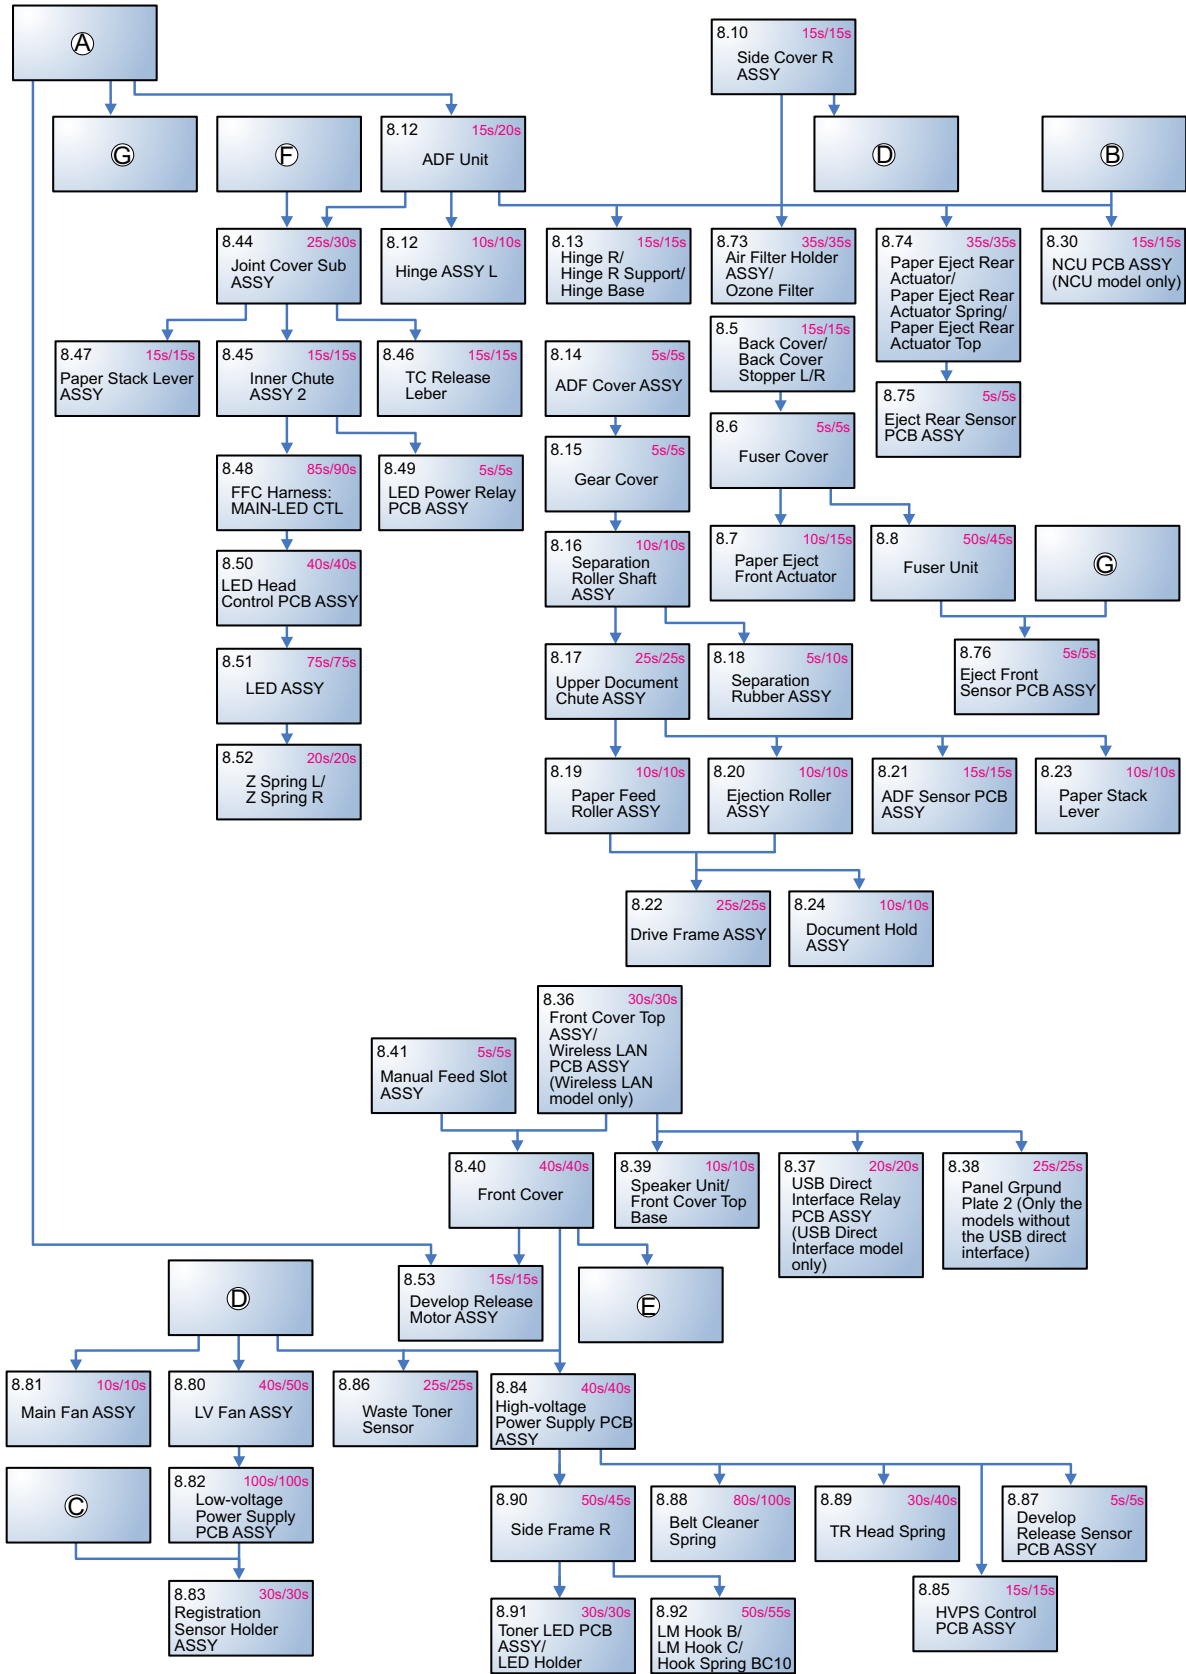 A
8.10 15s/15s
Side Cover R
ASSY
G
F
8.12 15s/20s
ADF Unit
D
B
8.44 25s/30s
Joint Cover Sub
ASSY
8.12 10s/10s
Hinge ASSY L
8.13 15s/15s
Hinge R/
Hinge R Support/
Hinge Base
8.73 35s/35s
Air Filter Holder
ASSY/
Ozone Filter
8.74 35s/35s
Paper Eject Rear
Actuator/
Paper Eject Rear
Actuator Spring/
Paper Eject Rear
Actuator Top
8.30 15s/15s
NCU PCB ASSY
(NCU model only)
8.47 15s/15s
Paper Stack Lever
ASSY
8.45 15s/15s
Inner Chute
ASSY 2
8.46 15s/15s
TC Release
Leber
8.14 5s/5s
ADF Cover ASSY
8.5 15s/15s
Back Cover/
Back Cover
Stopper L/R
8.75 5s/5s
Eject Rear Sensor
PCB ASSY
8.48 85s/90s
FFC Harness:
MAIN-LED CTL
8.49 5s/5s
LED Power Relay
PCB ASSY
8.15 5s/5s
Gear Cover
8.6 5s/5s
Fuser Cover
8.50 40s/40s
LED Head
Control PCB ASSY
8.16 10s/10s
Separation
Roller Shaft
ASSY
8.7 10s/15s
Paper Eject
Front Actuator
8.8 50s/45s
Fuser Unit
G
8.51 75s/75s
LED ASSY
8.17 25s/25s
Upper Document
Chute ASSY
8.18 5s/10s
Separation
Rubber ASSY
8.76 5s/5s
Eject Front
Sensor PCB ASSY
8.52 20s/20s
Z Spring L/
Z Spring R
8.19 10s/10s
Paper Feed
Roller ASSY
8.20 10s/10s
Ejection Roller
ASSY
8.21 15s/15s
ADF Sensor PCB
ASSY
8.23 10s/10s
Paper Stack
Lever
8.22 25s/25s
Drive Frame ASSY
8.24 10s/10s
Document Hold
ASSY
8.41 5s/5s
Manual Feed Slot
ASSY
8.36 30s/30s
Front Cover Top
ASSY/
Wireless LAN
PCB ASSY
(Wireless LAN
model only)
8.40 40s/40s
Front Cover
8.39 10s/10s
Speaker Unit/
Front Cover Top
Base
8.37 20s/20s
USB Direct
Interface Relay
PCB ASSY
(USB Direct
Interface model
only)
8.38 25s/25s
Panel Grpund
Plate 2 (Only the
models without
the USB direct
interface)
D
8.53 15s/15s
Develop Release
Motor ASSY
E
8.81 10s/10s
Main Fan ASSY
8.80 40s/50s
LV Fan ASSY
8.86 25s/25s
Waste Toner
Sensor
8.84 40s/40s
High-voltage
Power Supply PCB
ASSY
C
8.82 100s/100s
Low-voltage
Power Supply
PCB ASSY
8.90 50s/45s
Side Frame R
8.88 80s/100s
Belt Cleaner
Spring
8.89 30s/40s
TR Head Spring
8.87 5s/5s
Develop
Release Sensor
PCB ASSY
8.83 30s/30s
Registration
Sensor Holder
ASSY
8.91 30s/30s
Toner LED PCB
ASSY/
LED Holder
8.92 50s/55s
LM Hook B/
LM Hook C/
Hook Spring BC10
8.85 15s/15s
HVPS Control
PCB ASSY